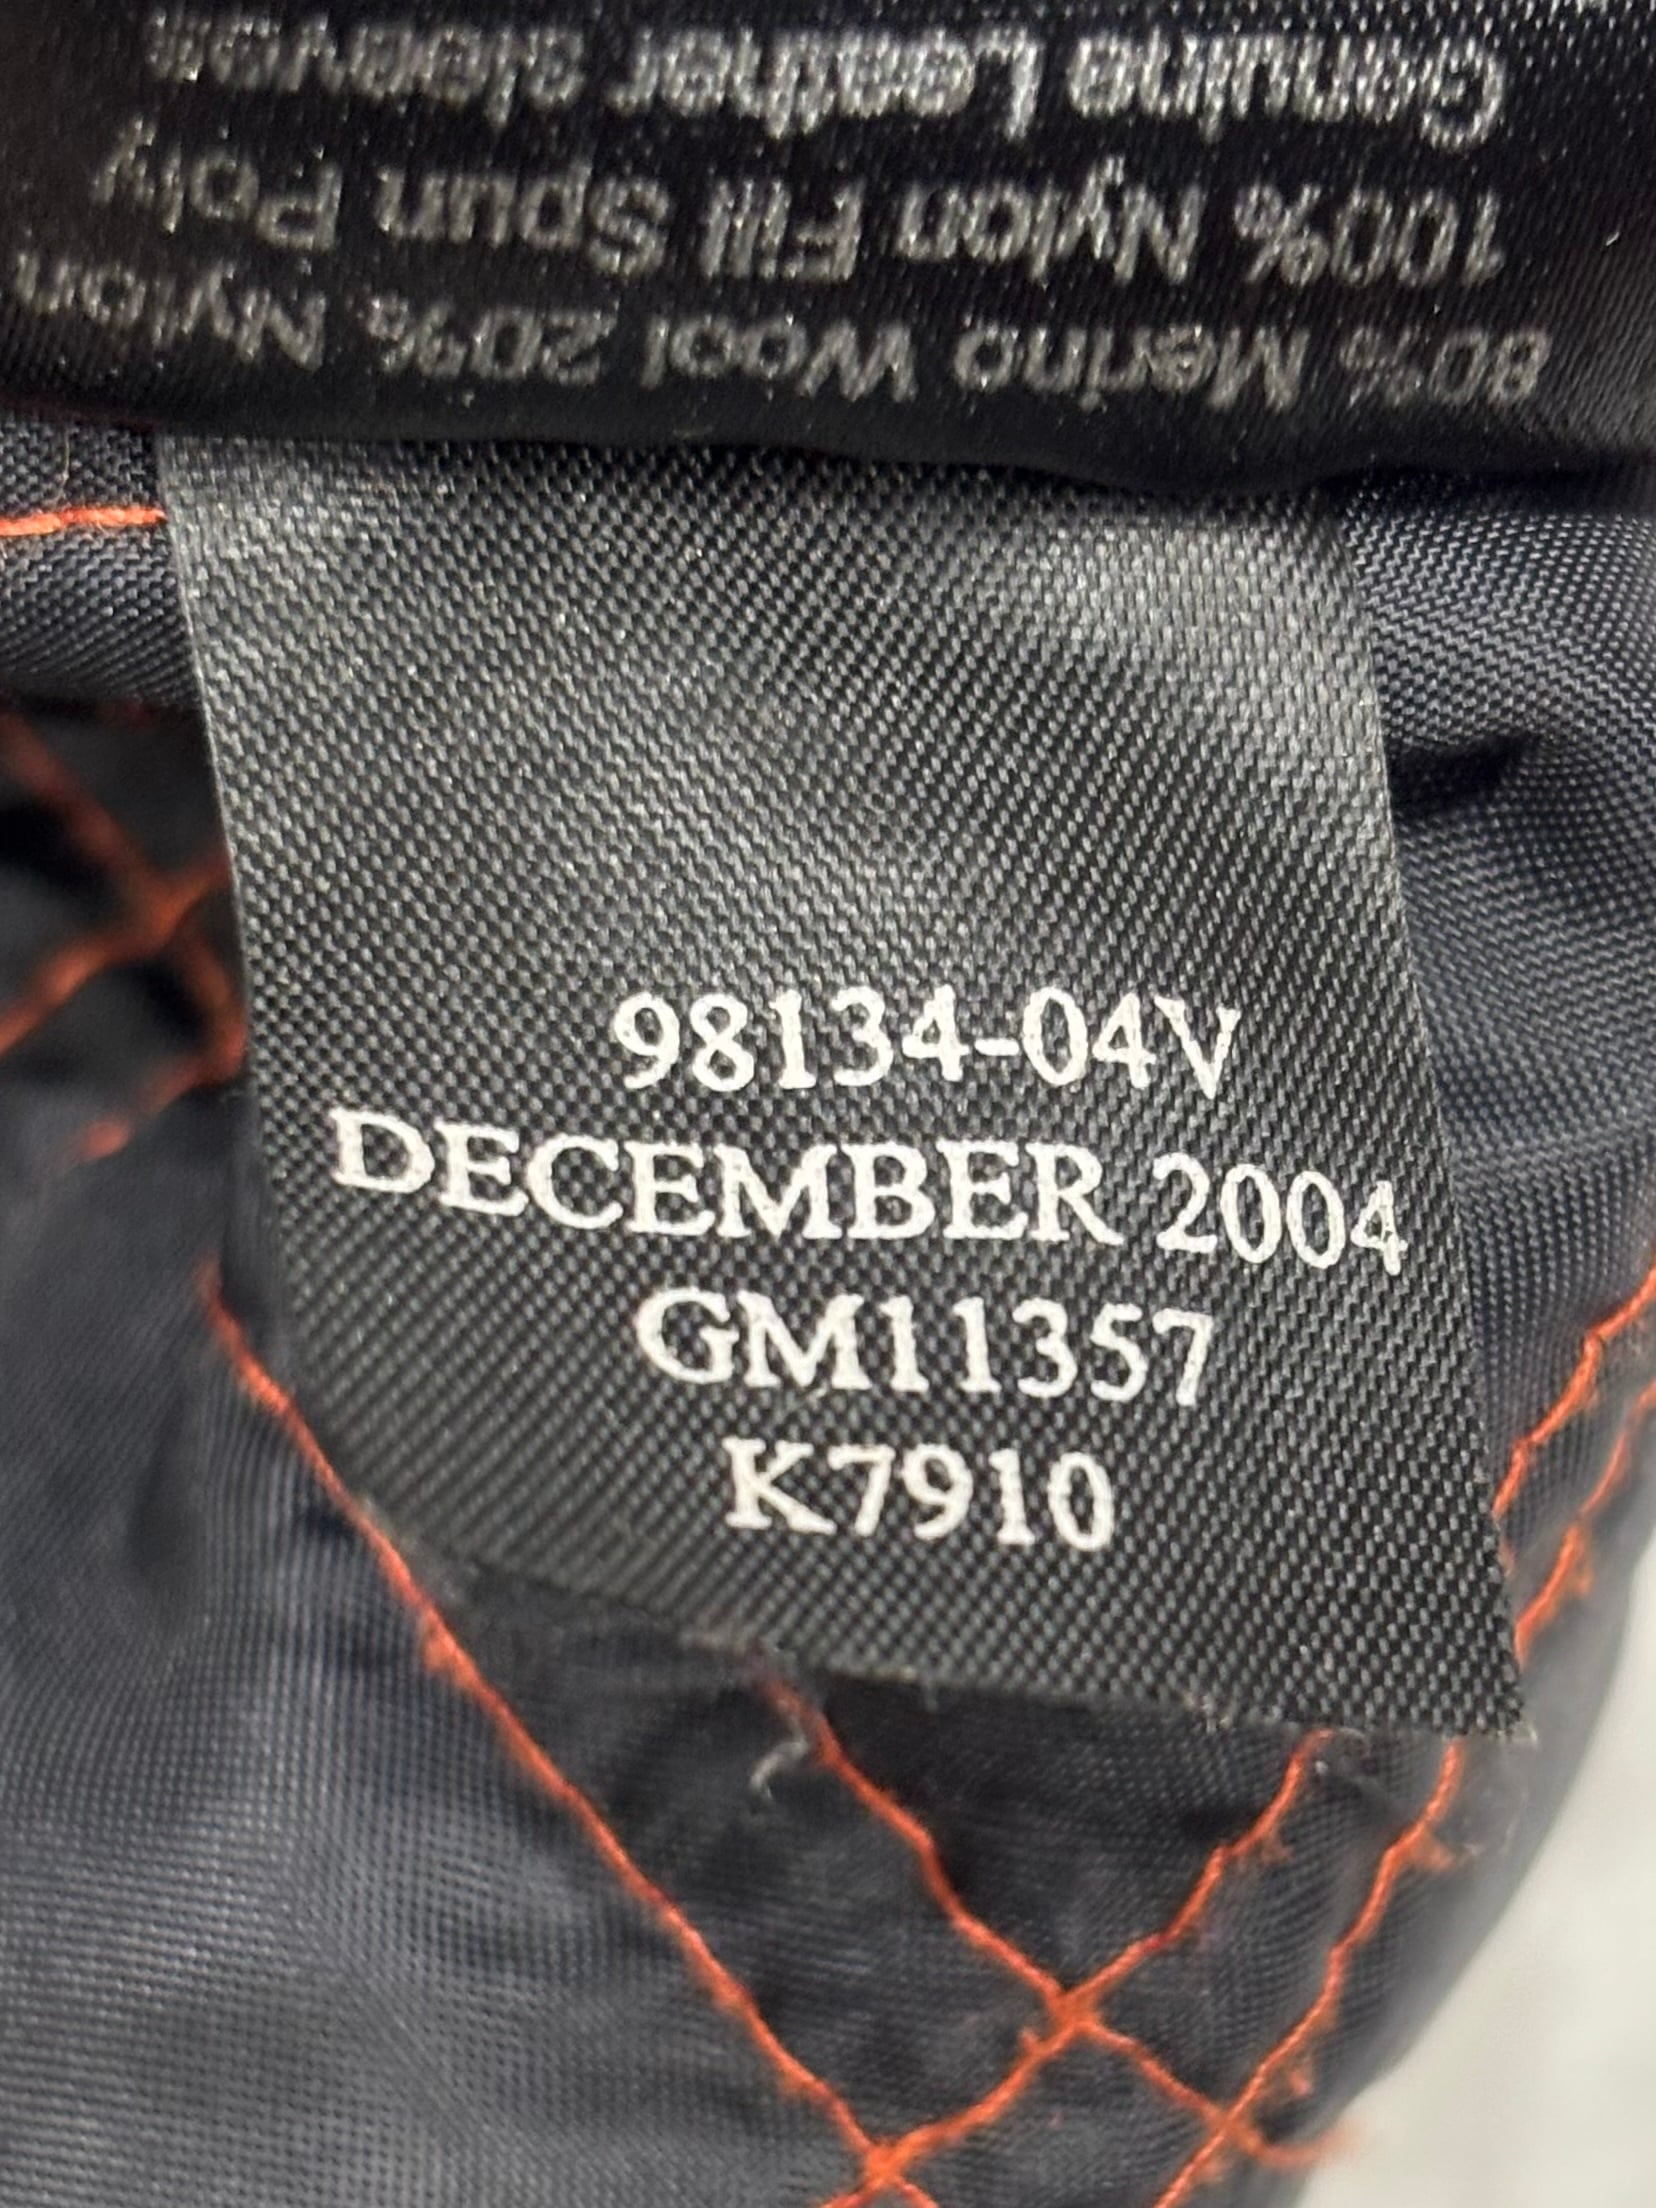 80% Merino Wool 20% Nylon
100% Nylon Fill Spun Poly
Genuine Leather sleeves
98134-04V
DECEMBER 2004
GM11357
K7910